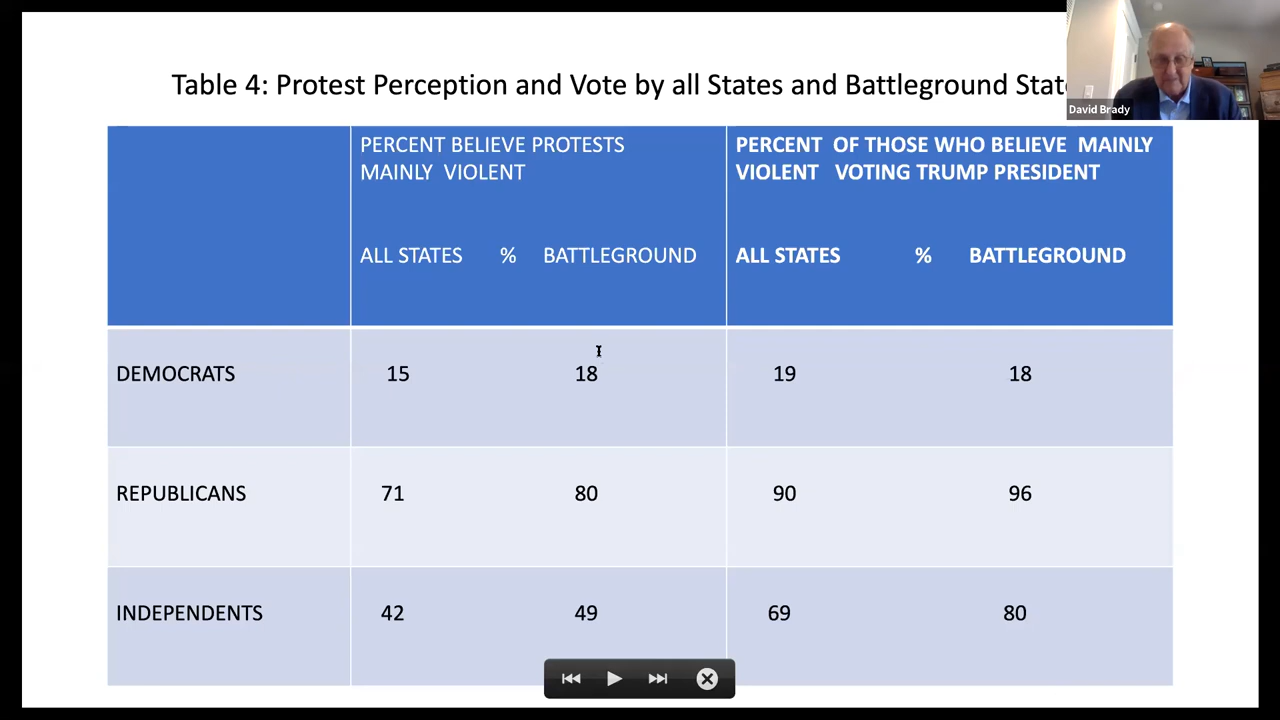 Table 4: Protest Perception and Vote by all States and Battleground
David Brady
PERCENT BELIEVE PROTESTS
MAINLY VIOLENT
ALL STATES % BATTLEGROUND
PERCENT OF THOSE WHO BELIEVE MAINLY
VIOLENT VOTING TRUMP PRESIDENT
ALL STATES % BATTLEGROUND
DEMOCRATS 15 18 19 18
REPUBLICANS 71 80 90 96
INDEPENDENTS 42 49 69 80